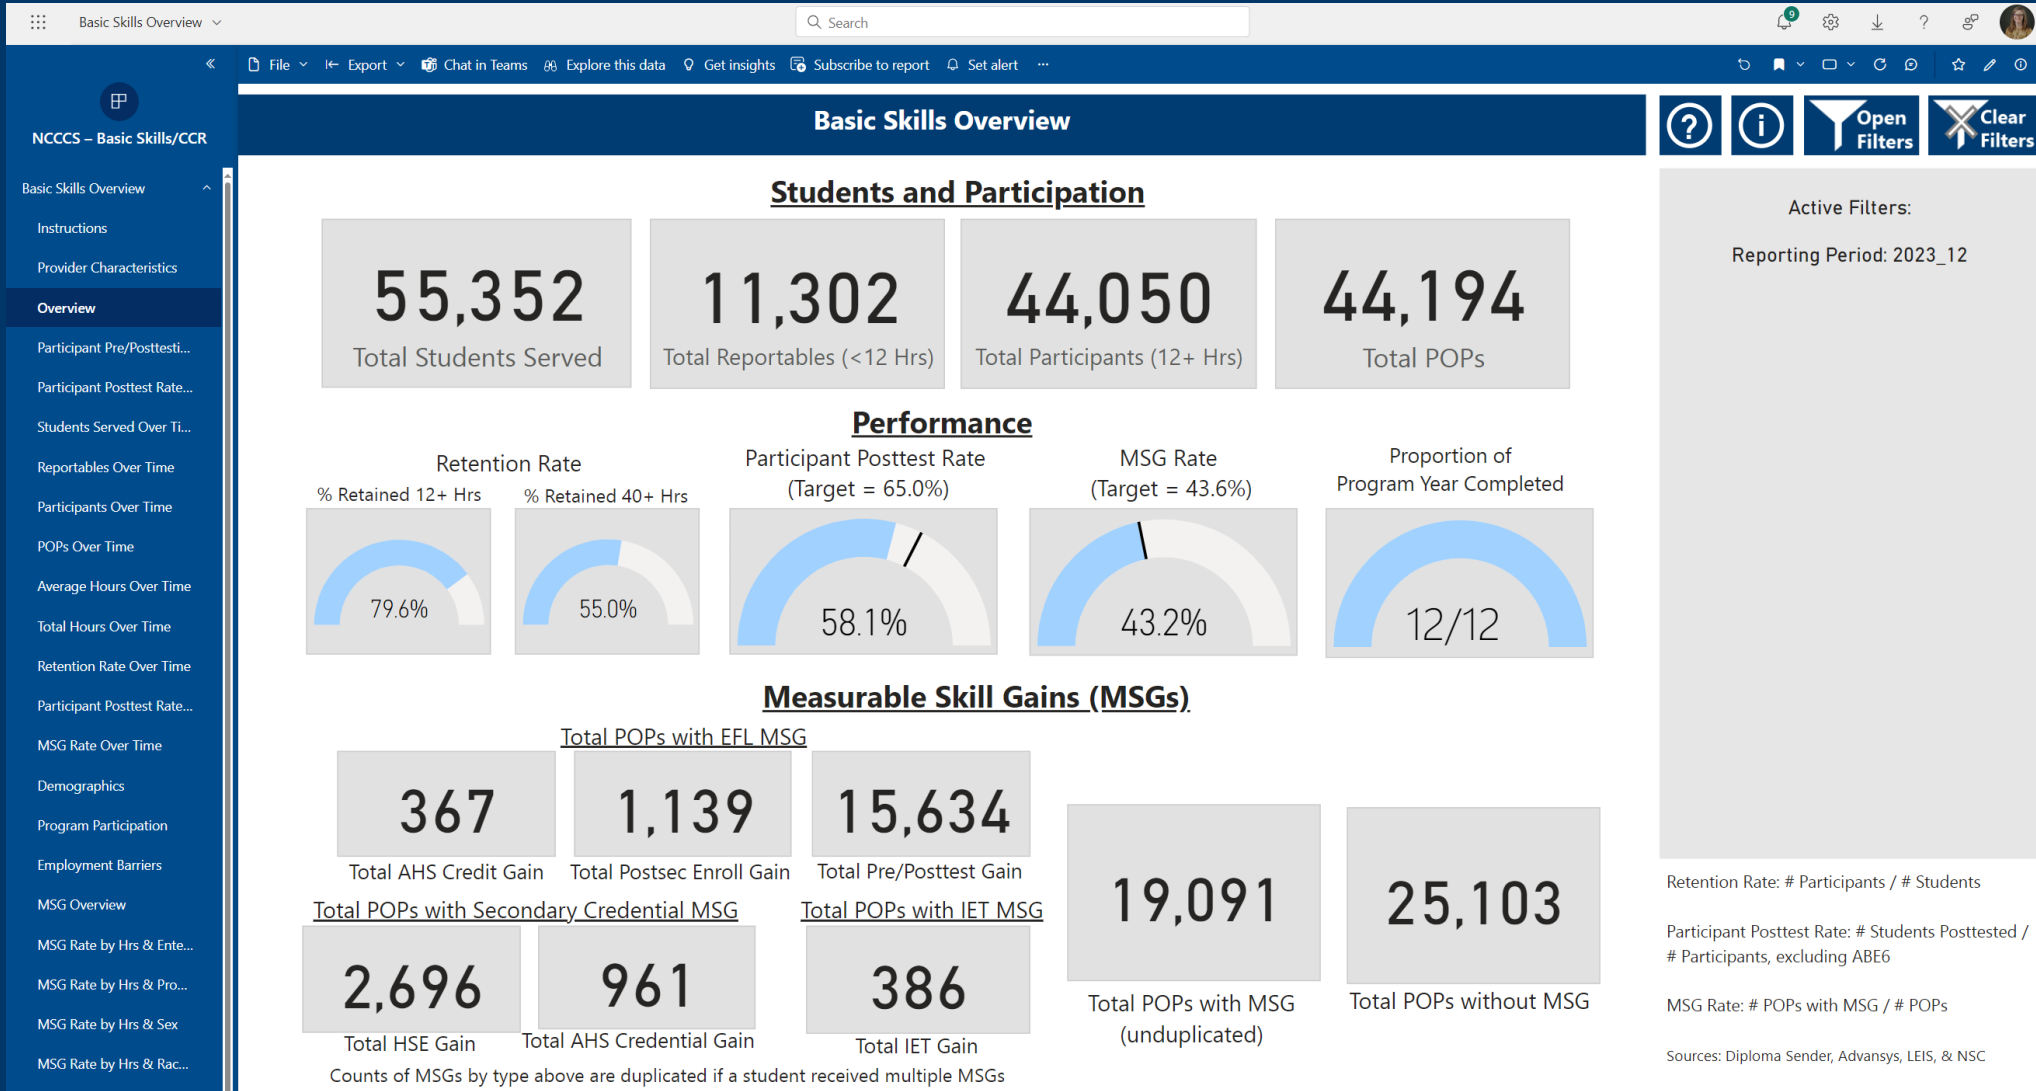 Basic Skills Overview
Search
9
?
File
Export
Chat in Teams
Explore this data
Get insights
Subscribe to report
Set alert
...
NCCCS – Basic Skills/CCR
Basic Skills Overview
Instructions
Provider Characteristics
Overview
Participant Pre/Posttesti...
Participant Posttest Rate...
Students Served Over Ti...
Reportables Over Time
Participants Over Time
POPs Over Time
Average Hours Over Time
Total Hours Over Time
Retention Rate Over Time
Participant Posttest Rate...
MSG Rate Over Time
Demographics
Program Participation
Employment Barriers
MSG Overview
MSG Rate by Hrs & Ente...
MSG Rate by Hrs & Pro...
MSG Rate by Hrs & Sex
MSG Rate by Hrs & Rac...
Basic Skills Overview
?
i
Open
Filters
Clear
Filters
Students and Participation
55,352
Total Students Served
11,302
Total Reportables (<12 Hrs)
44,050
Total Participants (12+ Hrs)
44,194
Total POPs
Performance
Retention Rate
% Retained 12+ Hrs
79.6%
% Retained 40+ Hrs
55.0%
Participant Posttest Rate
(Target = 65.0%)
58.1%
MSG Rate
(Target = 43.6%)
43.2%
Proportion of
Program Year Completed
12/12
Measurable Skill Gains (MSGs)
Total POPs with EFL MSG
367
Total AHS Credit Gain
1,139
Total Postsec Enroll Gain
15,634
Total Pre/Posttest Gain
Total POPs with Secondary Credential MSG
2,696
Total HSE Gain
961
Total AHS Credential Gain
Total POPs with IET MSG
386
Total IET Gain
19,091
Total POPs with MSG
(unduplicated)
25,103
Total POPs without MSG
Counts of MSGs by type above are duplicated if a student received multiple MSGs
Active Filters:
Reporting Period: 2023_12
Retention Rate: # Participants / # Students
Participant Posttest Rate: # Students Posttested /
# Participants, excluding ABE6
MSG Rate: # POPs with MSG / # POPs
Sources: Diploma Sender, Advansys, LEIS, & NSC